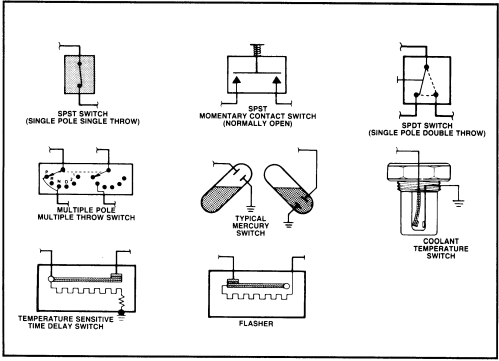 SPST SWITCH
(SINGLE POLE SINGLE THROW)
SPST
MOMENTARY CONTACT SWITCH
(NORMALLY OPEN)
SPDT SWITCH
(SINGLE POLE DOUBLE THROW)
MULTIPLE POLE
MULTIPLE THROW SWITCH
TYPICAL
MERCURY
SWITCH
COOLANT
TEMPERATURE
SWITCH
TEMPERATURE SENSITIVE
TIME DELAY SWITCH
FLASHER